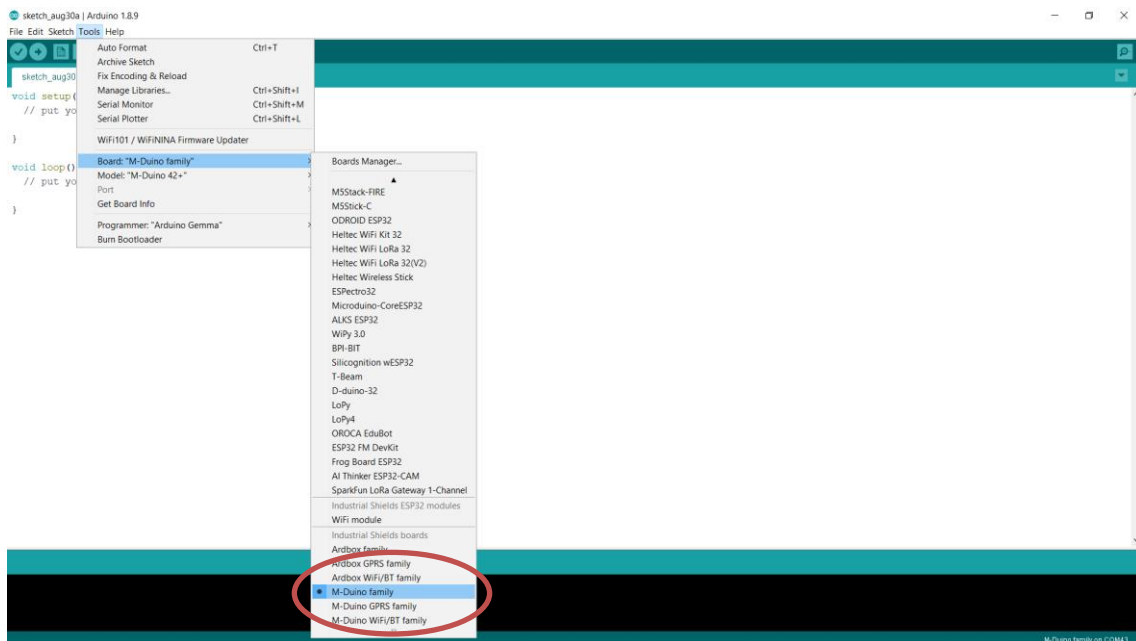 sketch_aug30a | Arduino 1.8.9
File Edit Sketch Tools Help
sketch_aug30
void setup(
// put yo
}
void loop()
// put yo
}
Auto Format Ctrl+T
Archive Sketch
Fix Encoding & Reload
Manage Libraries... Ctrl+Shift+I
Serial Monitor Ctrl+Shift+M
Serial Plotter Ctrl+Shift+L
WiFi101 / WiFiNINA Firmware Updater
Board: "M-Duino family"
Model: "M-Duino 42+"
Port
Get Board Info
Programmer: "Arduino Gemma"
Burn Bootloader
Boards Manager...
M5Stack-FIRE
M5Stick-C
ODROID ESP32
Heltec WiFi Kit 32
Heltec WiFi LoRa 32
Heltec WiFi LoRa 32(V2)
Heltec Wireless Stick
ESPectro32
Microduino-CoreESP32
ALKS ESP32
WiPy 3.0
BPI-BIT
Silicognition wESP32
T-Beam
D-duino-32
LoPy
LoPy4
OROCA EduBot
ESP32 FM DevKit
Frog Board ESP32
AI Thinker ESP32-CAM
SparkFun LoRa Gateway 1-Channel
Industrial Shields ESP32 modules
WiFi module
Industrial Shields boards
Ardbox family
Ardbox GPRS family
Ardbox WiFi/BT family
M-Duino family
M-Duino GPRS family
M-Duino WiFi/BT family
M-Duino family on COM43